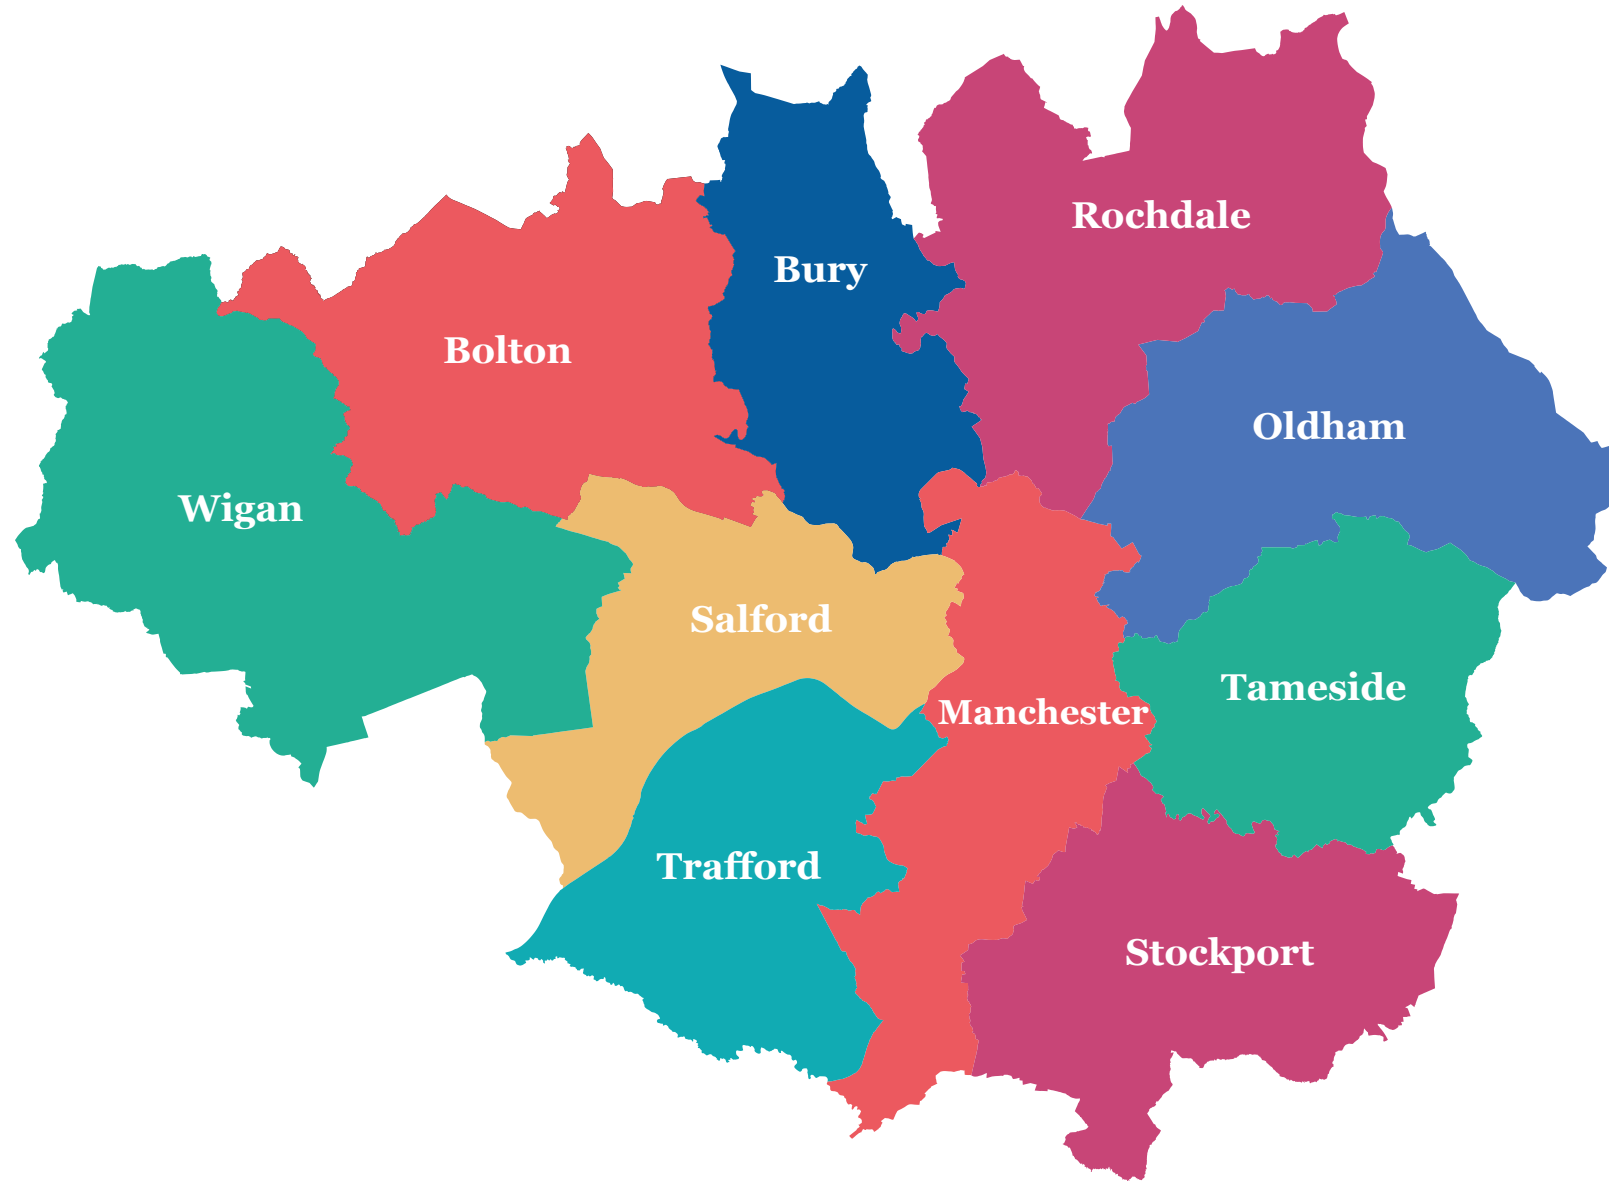 Rochdale
Bury
Bolton
Oldham
Wigan
Salford
Tameside
Manchester
Trafford
Stockport